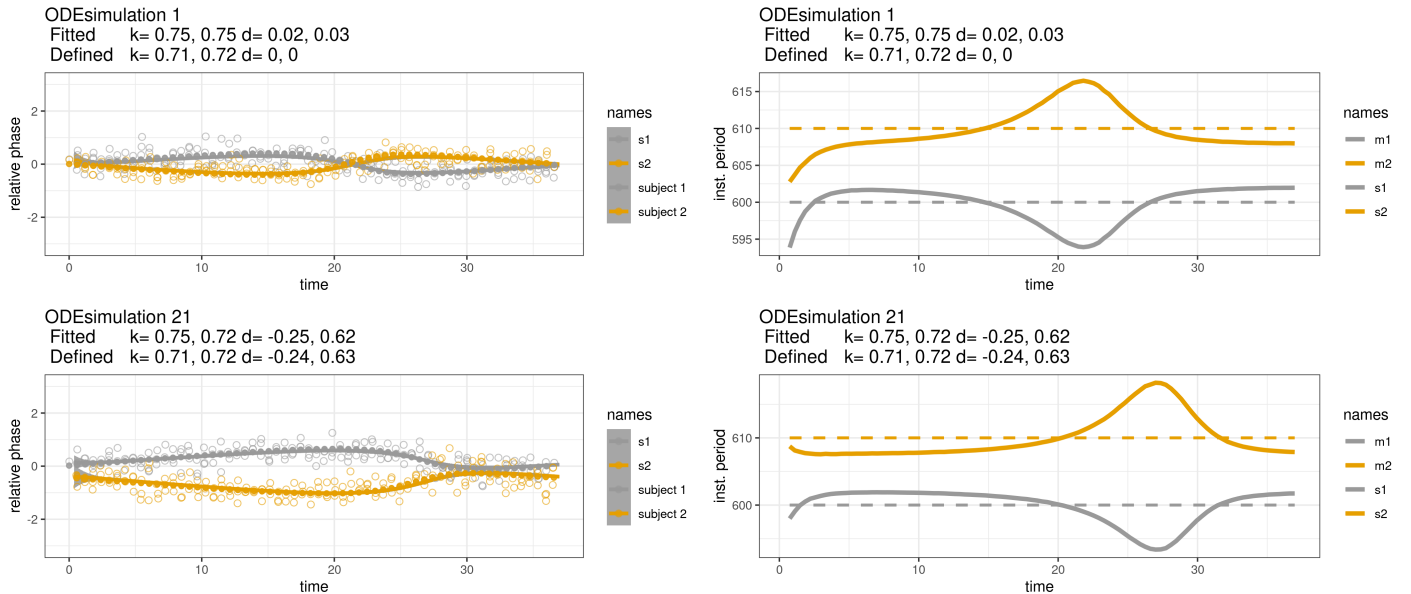 ODEsimulation 1
Fitted k= 0.75, 0.75 d= 0.02, 0.03
Defined k= 0.71, 0.72 d= 0, 0
relative phase
2
0
-2
0 10 20 30
time
names
s1
s2
subject 1
subject 2
ODEsimulation 1
Fitted k= 0.75, 0.75 d= 0.02, 0.03
Defined k= 0.71, 0.72 d= 0, 0
inst. period
615
610
605
600
595
0 10 20 30
time
names
m1
m2
s1
s2
ODEsimulation 21
Fitted k= 0.75, 0.72 d= -0.25, 0.62
Defined k= 0.71, 0.72 d= -0.24, 0.63
relative phase
2
0
-2
0 10 20 30
time
names
s1
s2
subject 1
subject 2
ODEsimulation 21
Fitted k= 0.75, 0.72 d= -0.25, 0.62
Defined k= 0.71, 0.72 d= -0.24, 0.63
inst. period
610
600
0 10 20 30
time
names
m1
m2
s1
s2